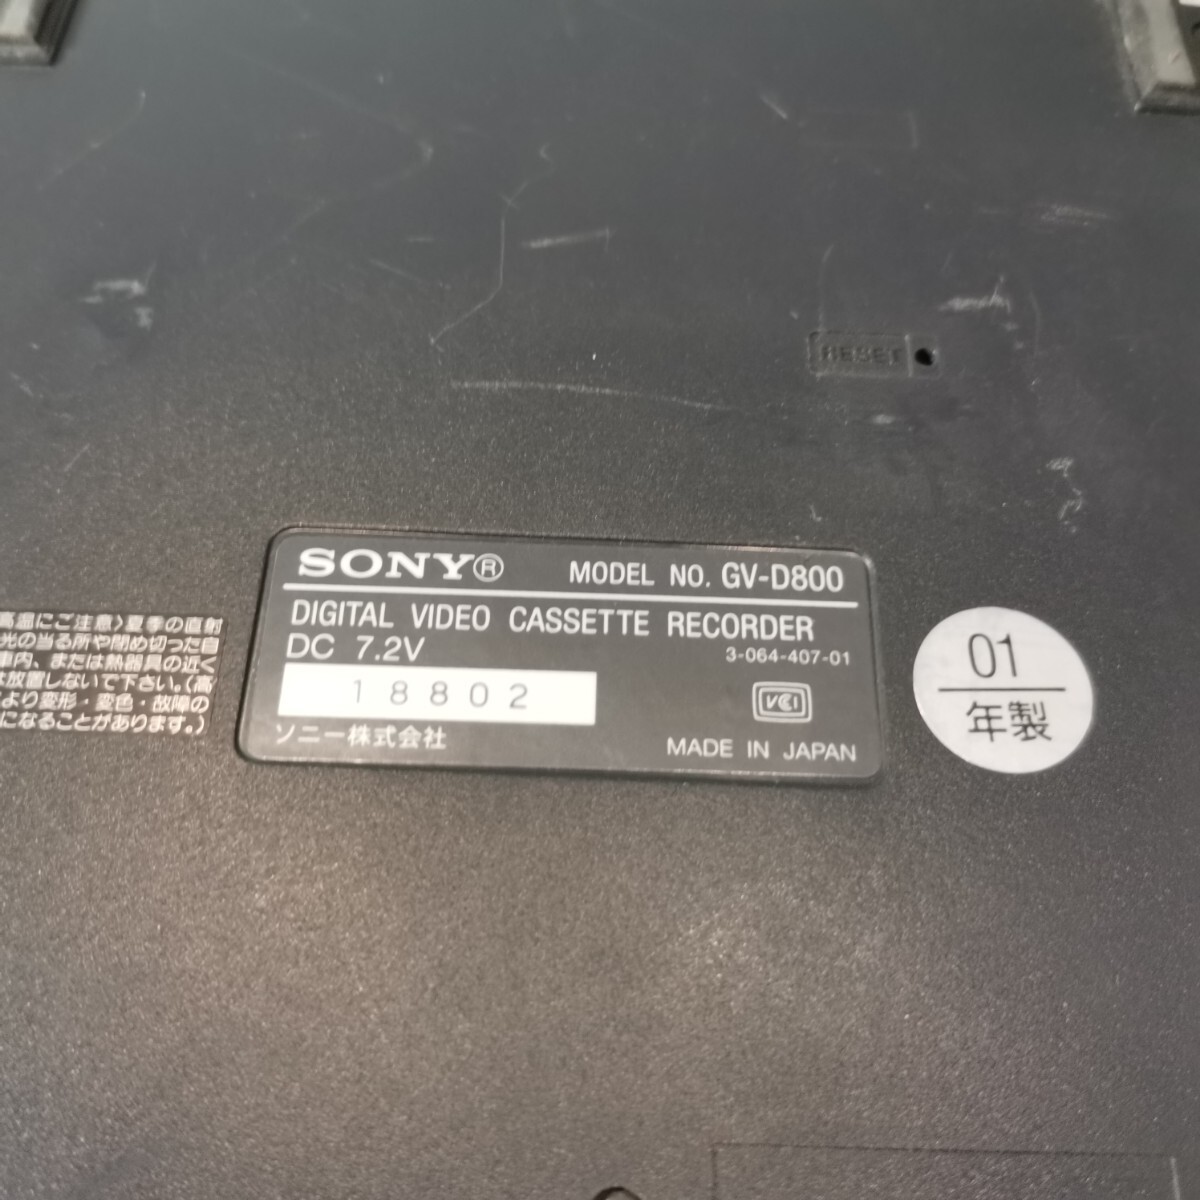 RESET
SONY® MODEL NO. GV-D800
DIGITAL VIDEO CASSETTE RECORDER
DC 7.2V 3-064-407-01
18802
VCI
ソニー株式会社 MADE IN JAPAN
01
年製
高温にご注意〉夏季の直射
光の当る所や閉め切った自
車内、または熱器具の近く
は放置しないで下さい。(高
により変形・変色・故障の
になることがあります。)